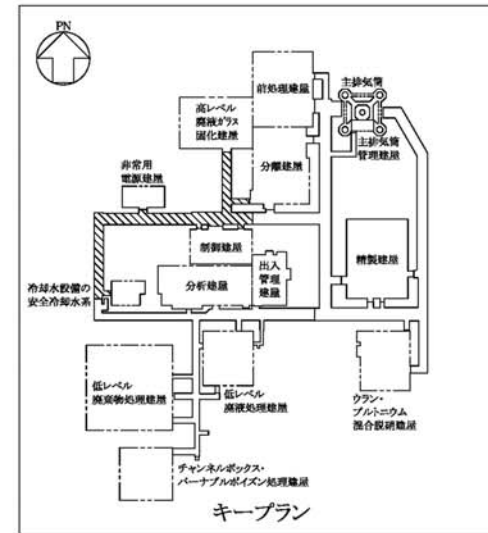 PN
前処理建屋
主排気筒
高レベル
廃液ガラス
固化建屋
主排気筒
管理建屋
非常用
電源建屋
分離建屋
制御建屋
精製建屋
出入
管理
建屋
分析建屋
冷却水設備の
安全冷却水系
低レベル
廃棄物処理建屋
低レベル
廃液処理建屋
ウラン・
プルトニウム
混合脱硝建屋
チャンネルボックス・
バーナブルポイズン処理建屋
キープラン